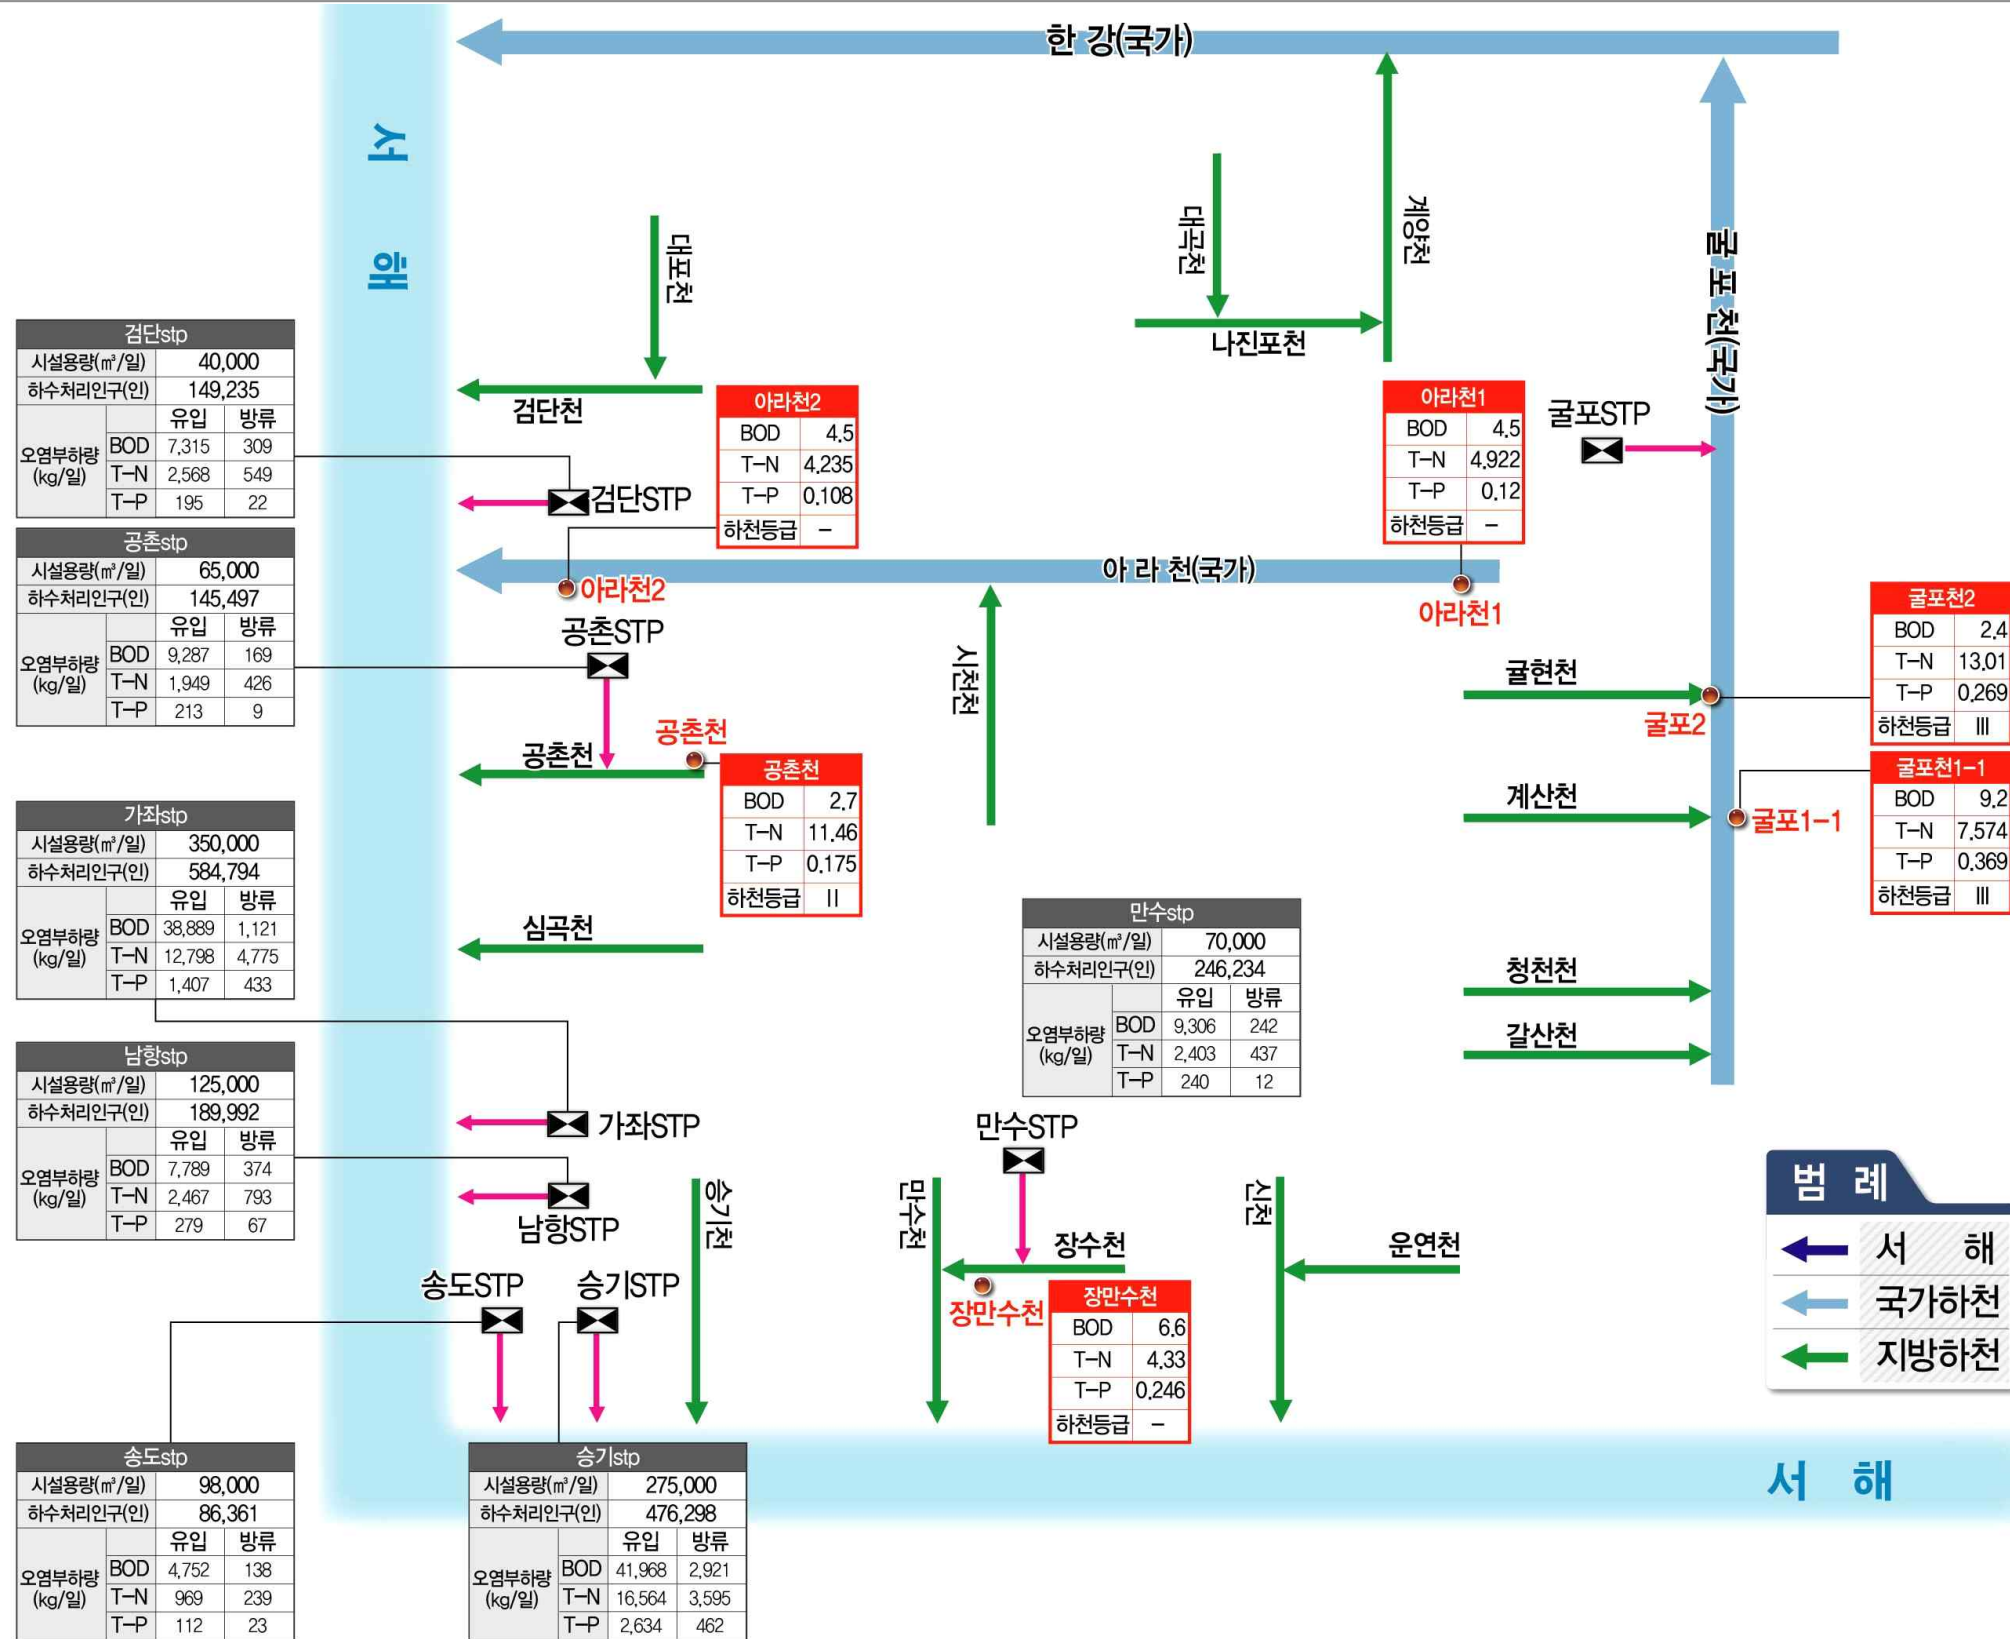 한 강(국가)
서 해
대포천
대곡천
계양천
나진포천
굴포천(국가)
검단stp
시설용량(㎥/일) 40,000
하수처리인구(인) 149,235
유입 방류
오염부하량(kg/일)
BOD 7,315 309
T-N 2,568 549
T-P 195 22
검단천
아라천2
BOD 4.5
T-N 4.235
T-P 0.108
하천등급 -
아라천1
BOD 4.5
T-N 4.922
T-P 0.12
하천등급 -
굴포STP
검단STP
공촌stp
시설용량(㎥/일) 65,000
하수처리인구(인) 145,497
유입 방류
오염부하량(kg/일)
BOD 9,287 169
T-N 1,949 426
T-P 213 9
아 라 천(국가)
아라천2
아라천1
공촌STP
시천천
귤현천
굴포2
굴포천2
BOD 2.4
T-N 13.01
T-P 0.269
하천등급 Ⅲ
공촌천
공촌천
공촌천
BOD 2.7
T-N 11.46
T-P 0.175
하천등급 Ⅱ
계산천
굴포1-1
굴포천1-1
BOD 9.2
T-N 7.574
T-P 0.369
하천등급 Ⅲ
가좌stp
시설용량(㎥/일) 350,000
하수처리인구(인) 584,794
유입 방류
오염부하량(kg/일)
BOD 38,889 1,121
T-N 12,798 4,775
T-P 1,407 433
심곡천
만수stp
시설용량(㎥/일) 70,000
하수처리인구(인) 246,234
유입 방류
오염부하량(kg/일)
BOD 9,306 242
T-N 2,403 437
T-P 240 12
청천천
갈산천
남항stp
시설용량(㎥/일) 125,000
하수처리인구(인) 189,992
유입 방류
오염부하량(kg/일)
BOD 7,789 374
T-N 2,467 793
T-P 279 67
가좌STP
만수STP
남항STP
승기천
만수천
장수천
신천
운연천
송도STP
승기STP
장만수천
장만수천
BOD 6.6
T-N 4.33
T-P 0.246
하천등급 -
범 례
서 해
국가하천
지방하천
송도stp
시설용량(㎥/일) 98,000
하수처리인구(인) 86,361
유입 방류
오염부하량(kg/일)
BOD 4,752 138
T-N 969 239
T-P 112 23
승기stp
시설용량(㎥/일) 275,000
하수처리인구(인) 476,298
유입 방류
오염부하량(kg/일)
BOD 41,968 2,921
T-N 16,564 3,595
T-P 2,634 462
서 해